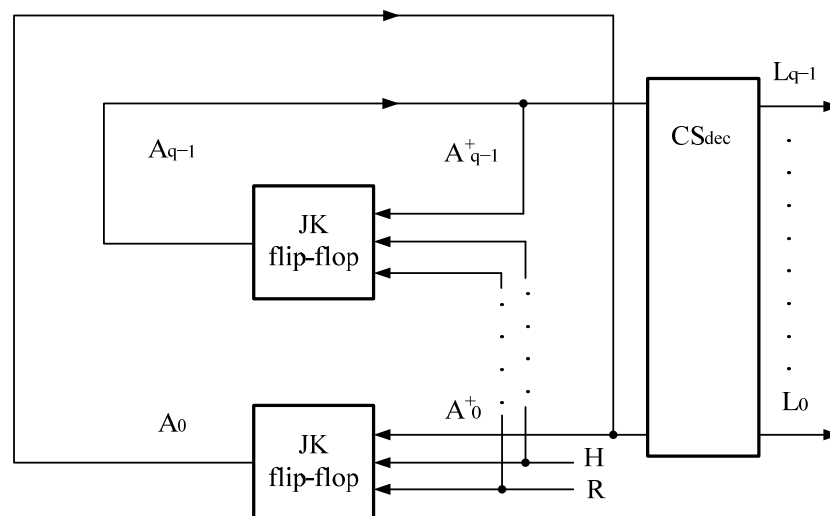 Lq−1
CSdec
Aq−1
A+q−1
JK
flip-flop
L0
A0
A+0
JK
flip-flop
H
R